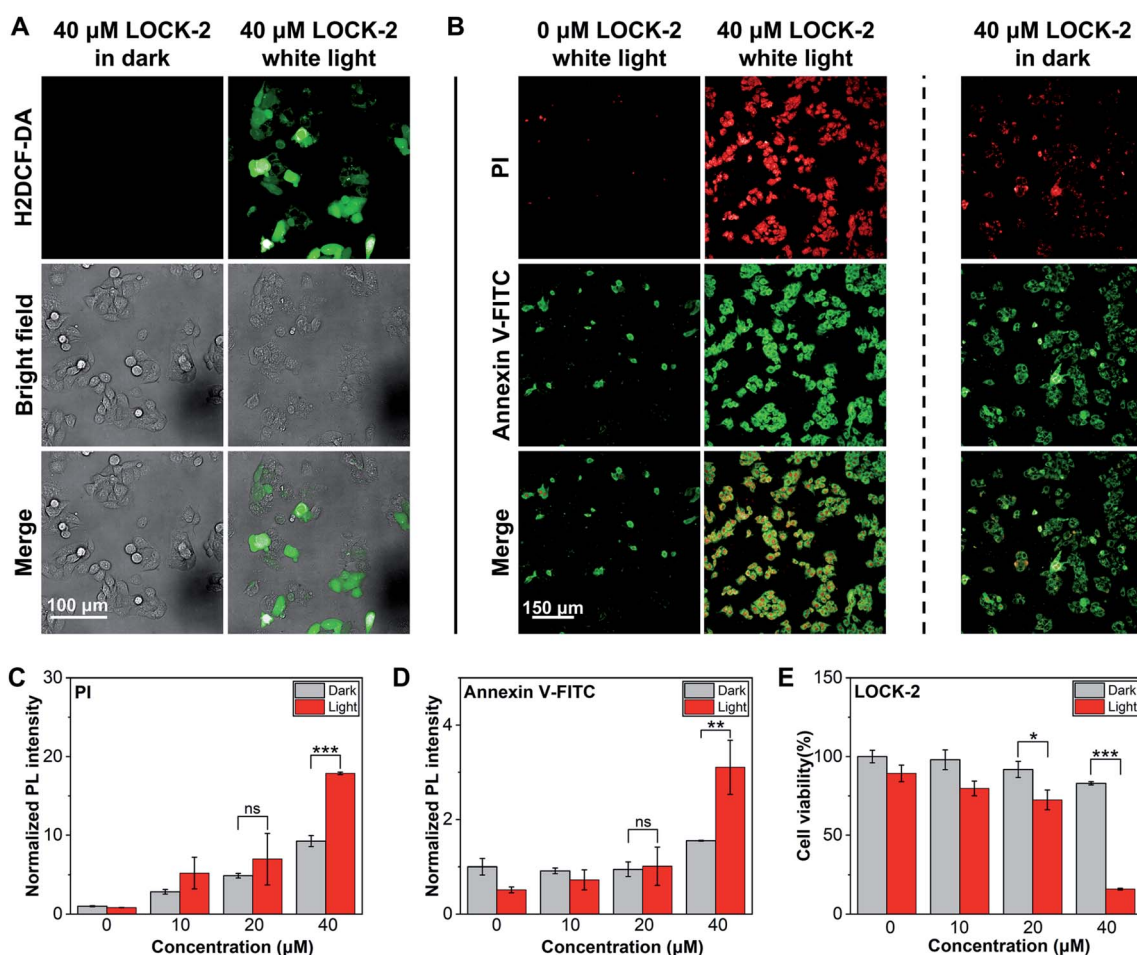 A
40 µM LOCK-2
in dark
40 µM LOCK-2
white light
B
0 µM LOCK-2
white light
40 µM LOCK-2
white light
40 µM LOCK-2
in dark
H2DCF-DA
Bright field
Merge
100 µm
PI
Annexin V-FITC
Merge
150 µm
C
PI
Dark
Light
Normalized PL intensity
30
20
10
0
ns
***
0 10 20 40
Concentration (µM)
D
Annexin V-FITC
Dark
Light
Normalized PL intensity
4
2
0
ns
**
0 10 20 40
Concentration (µM)
E
LOCK-2
Dark
Light
Cell viability(%)
100
50
0
*
***
0 10 20 40
Concentration (µM)